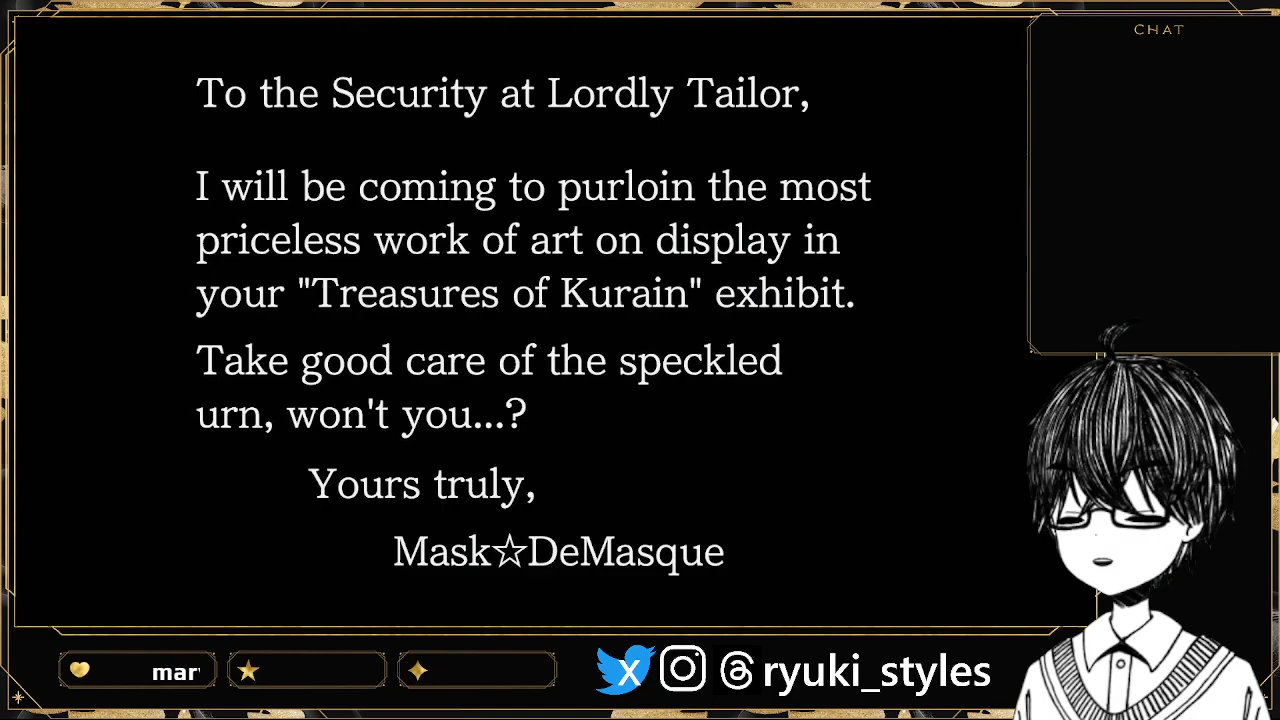 CHAT
To the Security at Lordly Tailor,
I will be coming to purloin the most
priceless work of art on display in
your "Treasures of Kurain" exhibit.
Take good care of the speckled
urn, won't you...?
Yours truly,
Mask☆DeMasque
mar
X
ryuki_styles